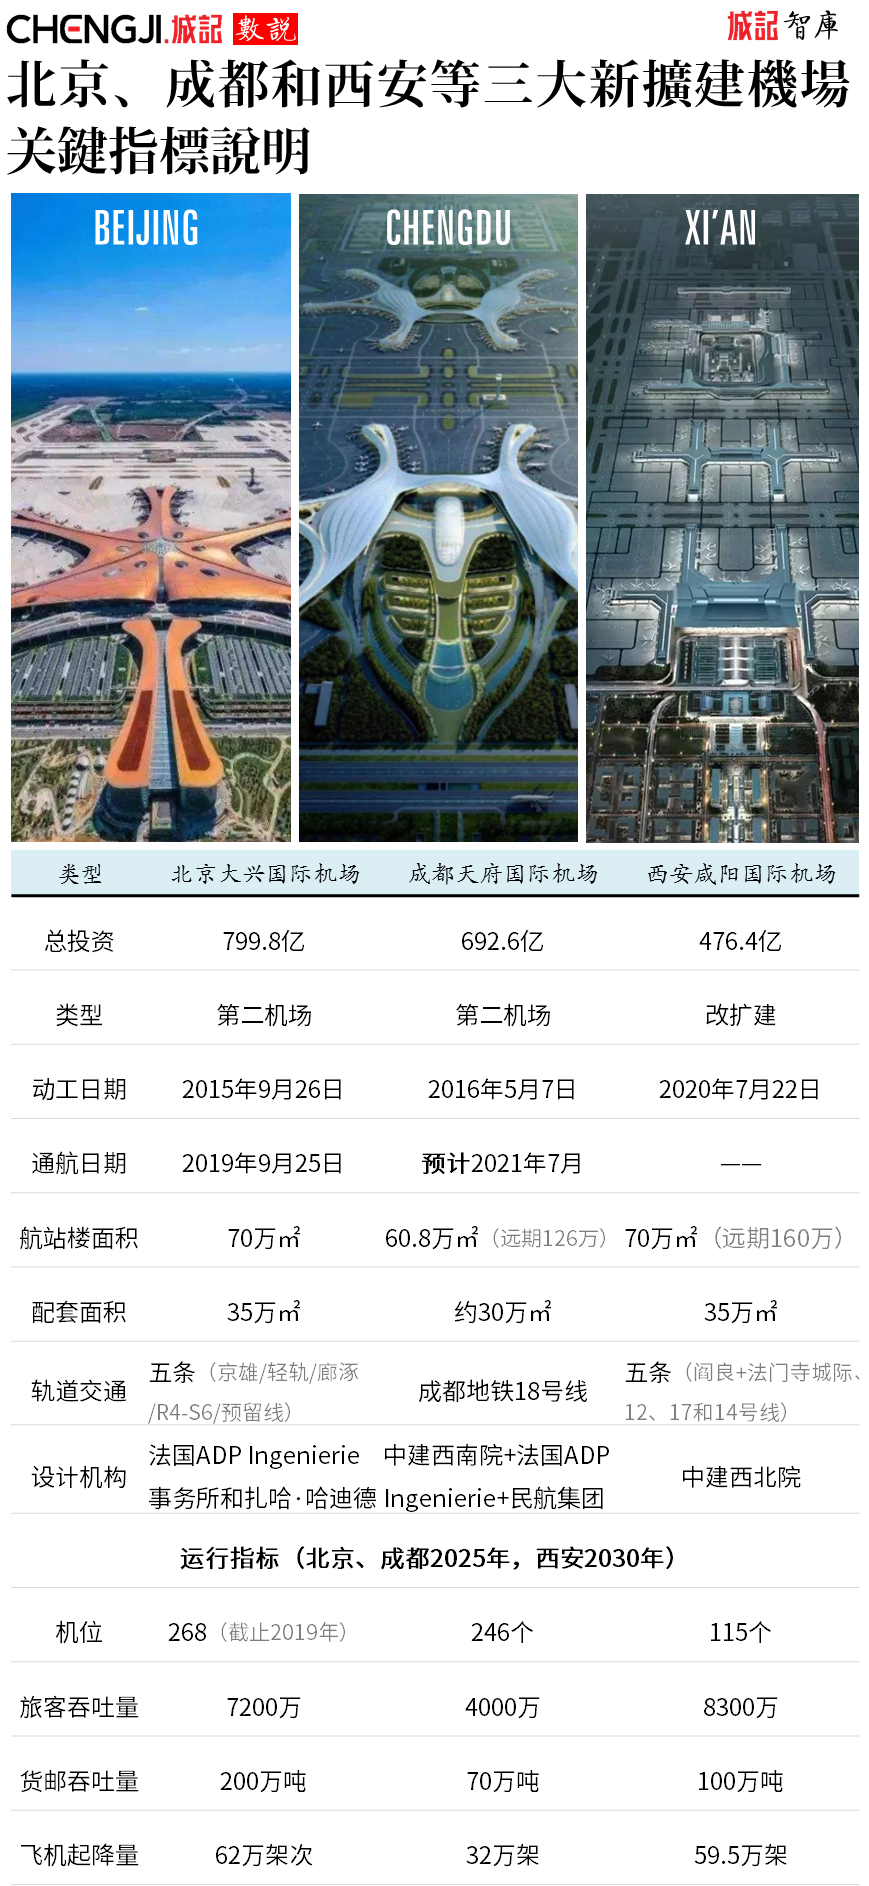 CHENGJI.城記 數説
城記 智庫
北京、成都和西安等三大新擴建機場
关鍵指標說明
BEIJING
CHENGDU
XI'AN
类型 北京大兴国际机场 成都天府国际机场 西安咸阳国际机场
总投资 799.8亿 692.6亿 476.4亿
类型 第二机场 第二机场 改扩建
动工日期 2015年9月26日 2016年5月7日 2020年7月22日
通航日期 2019年9月25日 预计2021年7月 ——
航站楼面积 70万㎡ 60.8万㎡（远期126万） 70万㎡（远期160万）
配套面积 35万㎡ 约30万㎡ 35万㎡
轨道交通 五条（京雄/轻轨/廊涿
/R4-S6/预留线） 成都地铁18号线 五条（阎良+法门寺城际、
12、17和14号线）
设计机构 法国ADP Ingenierie
事务所和扎哈·哈迪德 中建西南院+法国ADP
Ingenierie+民航集团 中建西北院
运行指标（北京、成都2025年，西安2030年）
机位 268（截止2019年） 246个 115个
旅客吞吐量 7200万 4000万 8300万
货邮吞吐量 200万吨 70万吨 100万吨
飞机起降量 62万架次 32万架 59.5万架